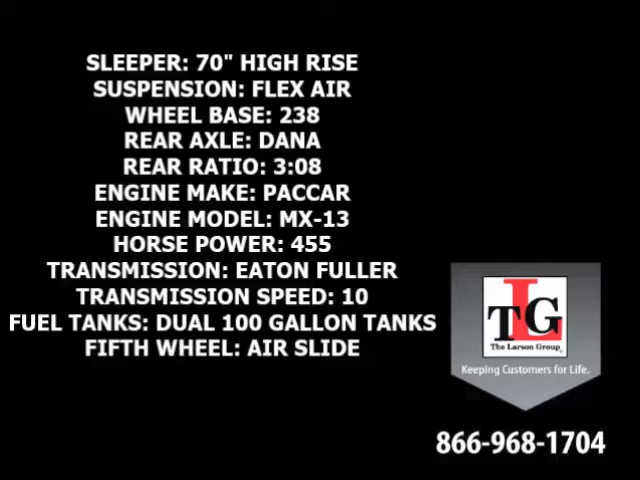 SLEEPER: 70" HIGH RISE
SUSPENSION: FLEX AIR
WHEEL BASE: 238
REAR AXLE: DANA
REAR RATIO: 3:08
ENGINE MAKE: PACCAR
ENGINE MODEL: MX-13
HORSE POWER: 455
TRANSMISSION: EATON FULLER
TRANSMISSION SPEED: 10
FUEL TANKS: DUAL 100 GALLON TANKS
FIFTH WHEEL: AIR SLIDE
TLG
The Larson Group
Keeping Customers for Life.
866-968-1704